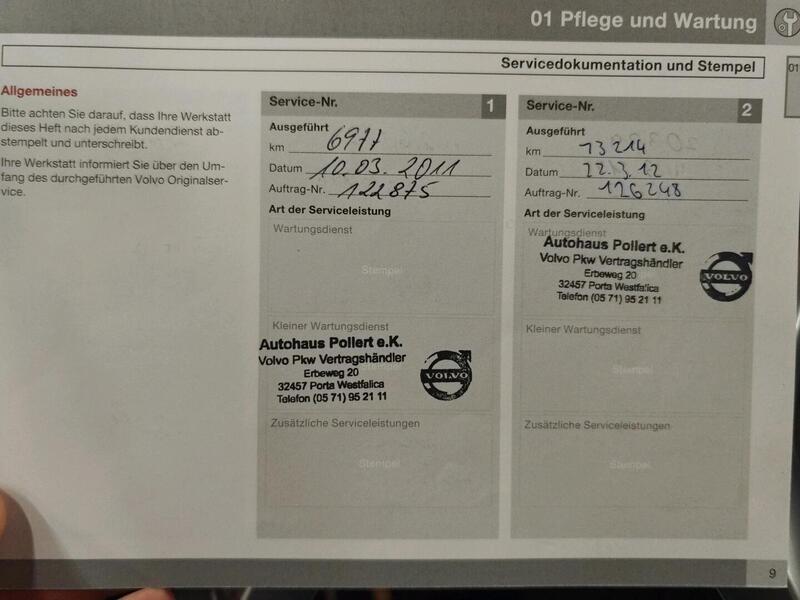 01 Pflege und Wartung
Servicedokumentation und Stempel
01
Allgemeines
Bitte achten Sie darauf, dass Ihre Werkstatt
dieses Heft nach jedem Kundendienst ab-
stempelt und unterschreibt.
Ihre Werkstatt informiert Sie über den Um-
fang des durchgeführten Volvo Originalser-
vice.
Service-Nr. 1
Ausgeführt
km 6977
Datum 10.03.2011
Auftrag-Nr. 122875
Art der Serviceleistung
Wartungsdienst
Stempel
Kleiner Wartungsdienst
Autohaus Pollert e.K.
Volvo Pkw Vertragshändler
Erbeweg 20
32457 Porta Westfalica
Telefon (05 71) 95 21 11
VOLVO
Zusätzliche Serviceleistungen
Stempel
Service-Nr. 2
Ausgeführt
km 13214
Datum 22.3.12
Auftrag-Nr. 126248
Art der Serviceleistung
Wartungsdienst
Autohaus Pollert e.K.
Volvo Pkw Vertragshändler
Erbeweg 20
32457 Porta Westfalica
Telefon (05 71) 95 21 11
VOLVO
Kleiner Wartungsdienst
Stempel
Zusätzliche Serviceleistungen
Stempel
9